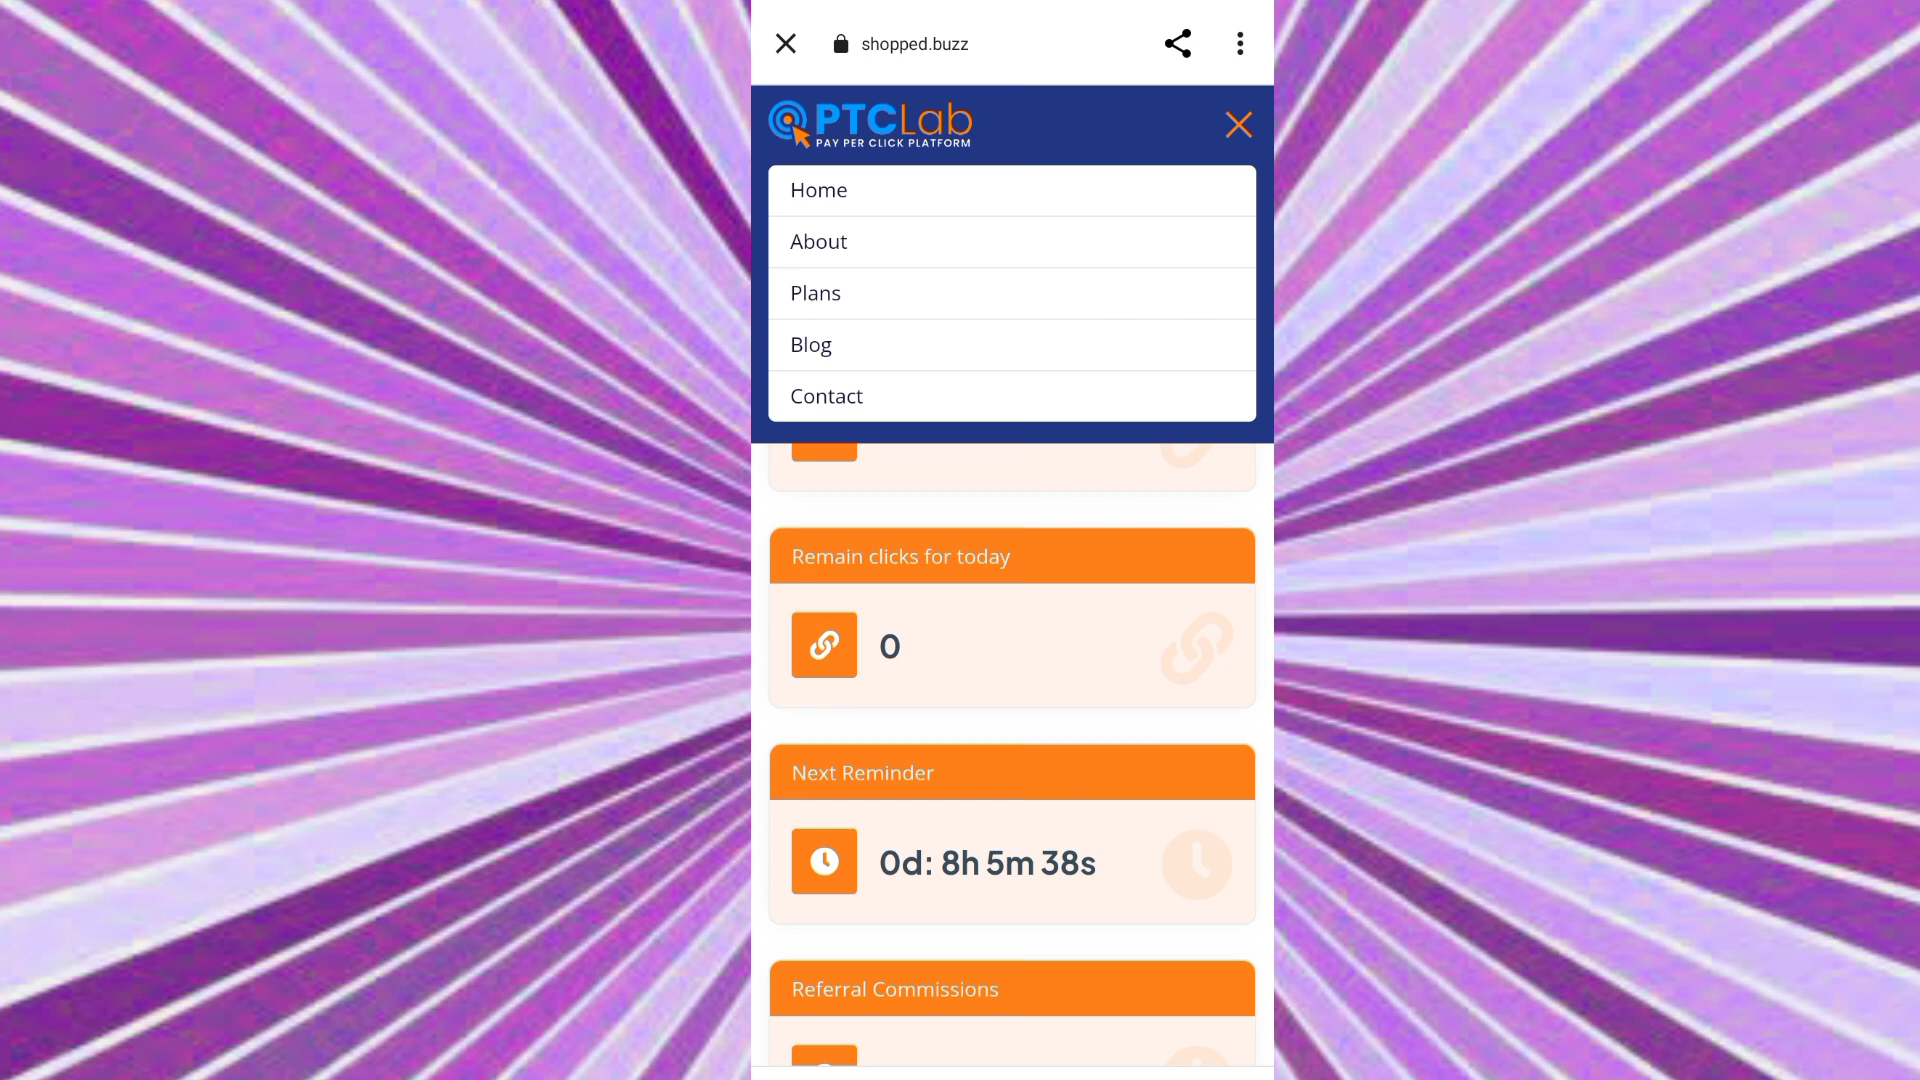 shopped.buzz
PTCLab
PAY PER CLICK PLATFORM
Home
About
Plans
Blog
Contact
Remain clicks for today
0
Next Reminder
0d: 8h 5m 38s
Referral Commissions